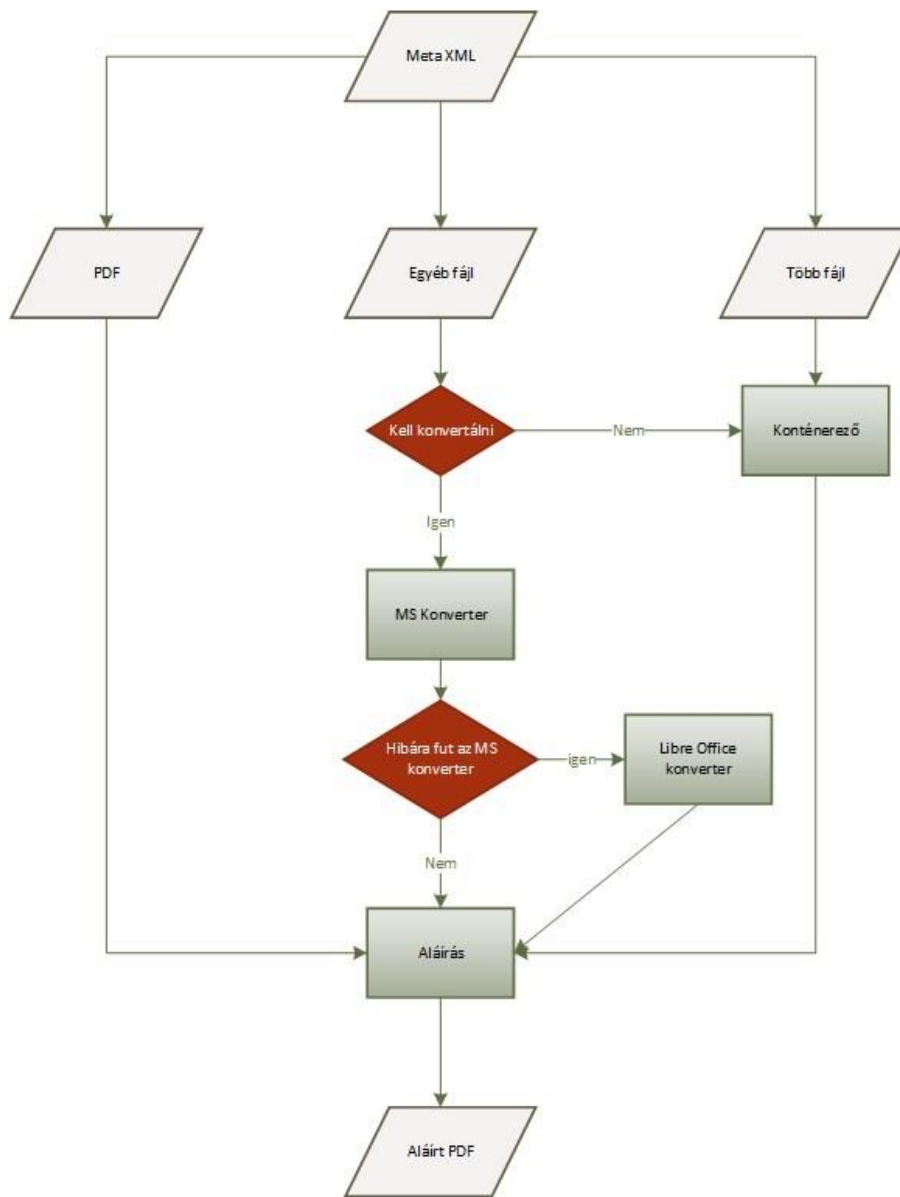 Meta XML
PDF
Egyéb fájl
Több fájl
Kell konvertálni
Nem
Konténerező
Igen
MS Konverter
Hibára fut az MS
konverter
igen
Libre Office
konverter
Nem
Aláírás
Aláírt PDF